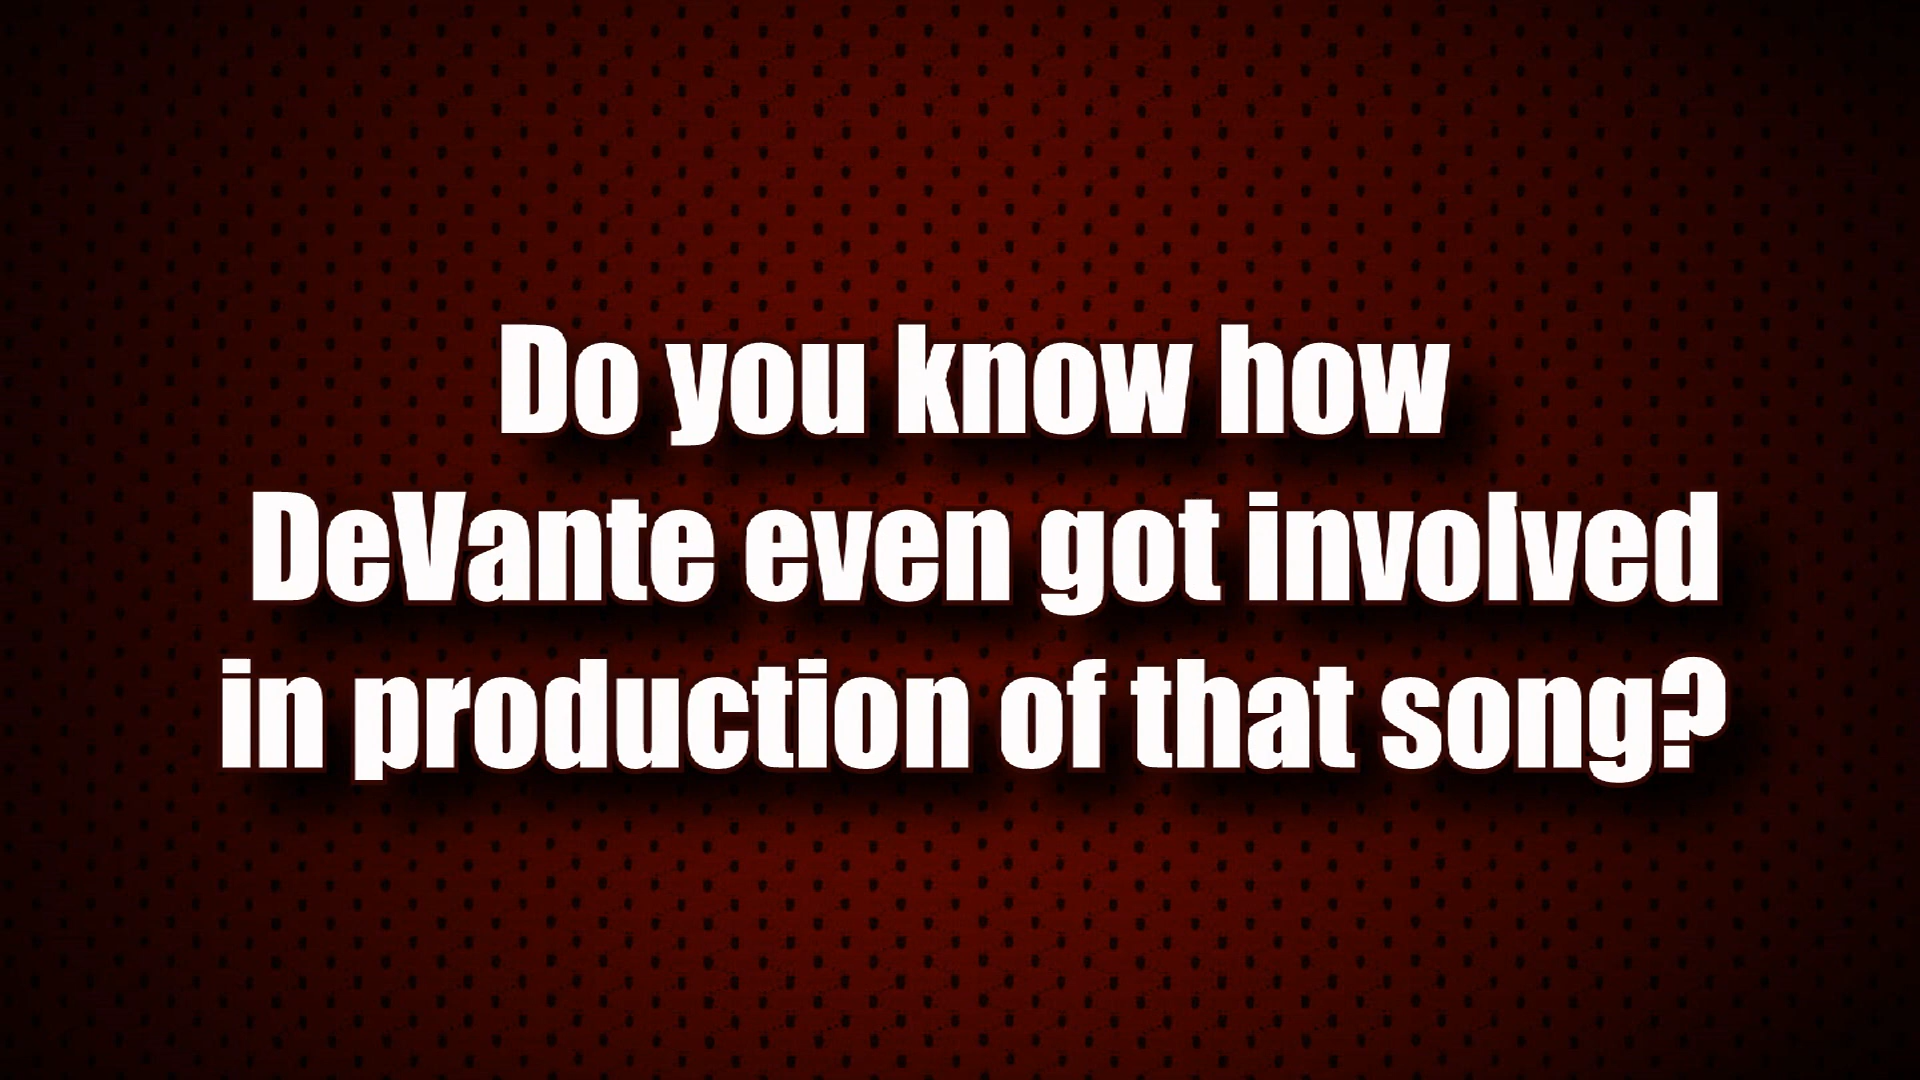 Do you know how
DeVante even got involved
in production of that song?